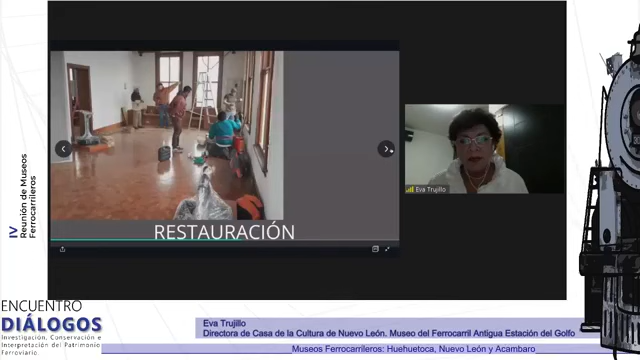 RESTAURACIÓN
Eva Trujillo
IV
Reunión de Museos
Ferrocarrileros
ENCUENTRO
DIÁLOGOS
Investigación, Conservación e
Interpretación del Patrimonio
Ferroviario
Eva Trujillo
Directora de Casa de la Cultura de Nuevo León. Museo del Ferrocarril Antigua Estación del Golfo
Museos Ferrocarrileros: Huehuetoca, Nuevo León y Acambaro